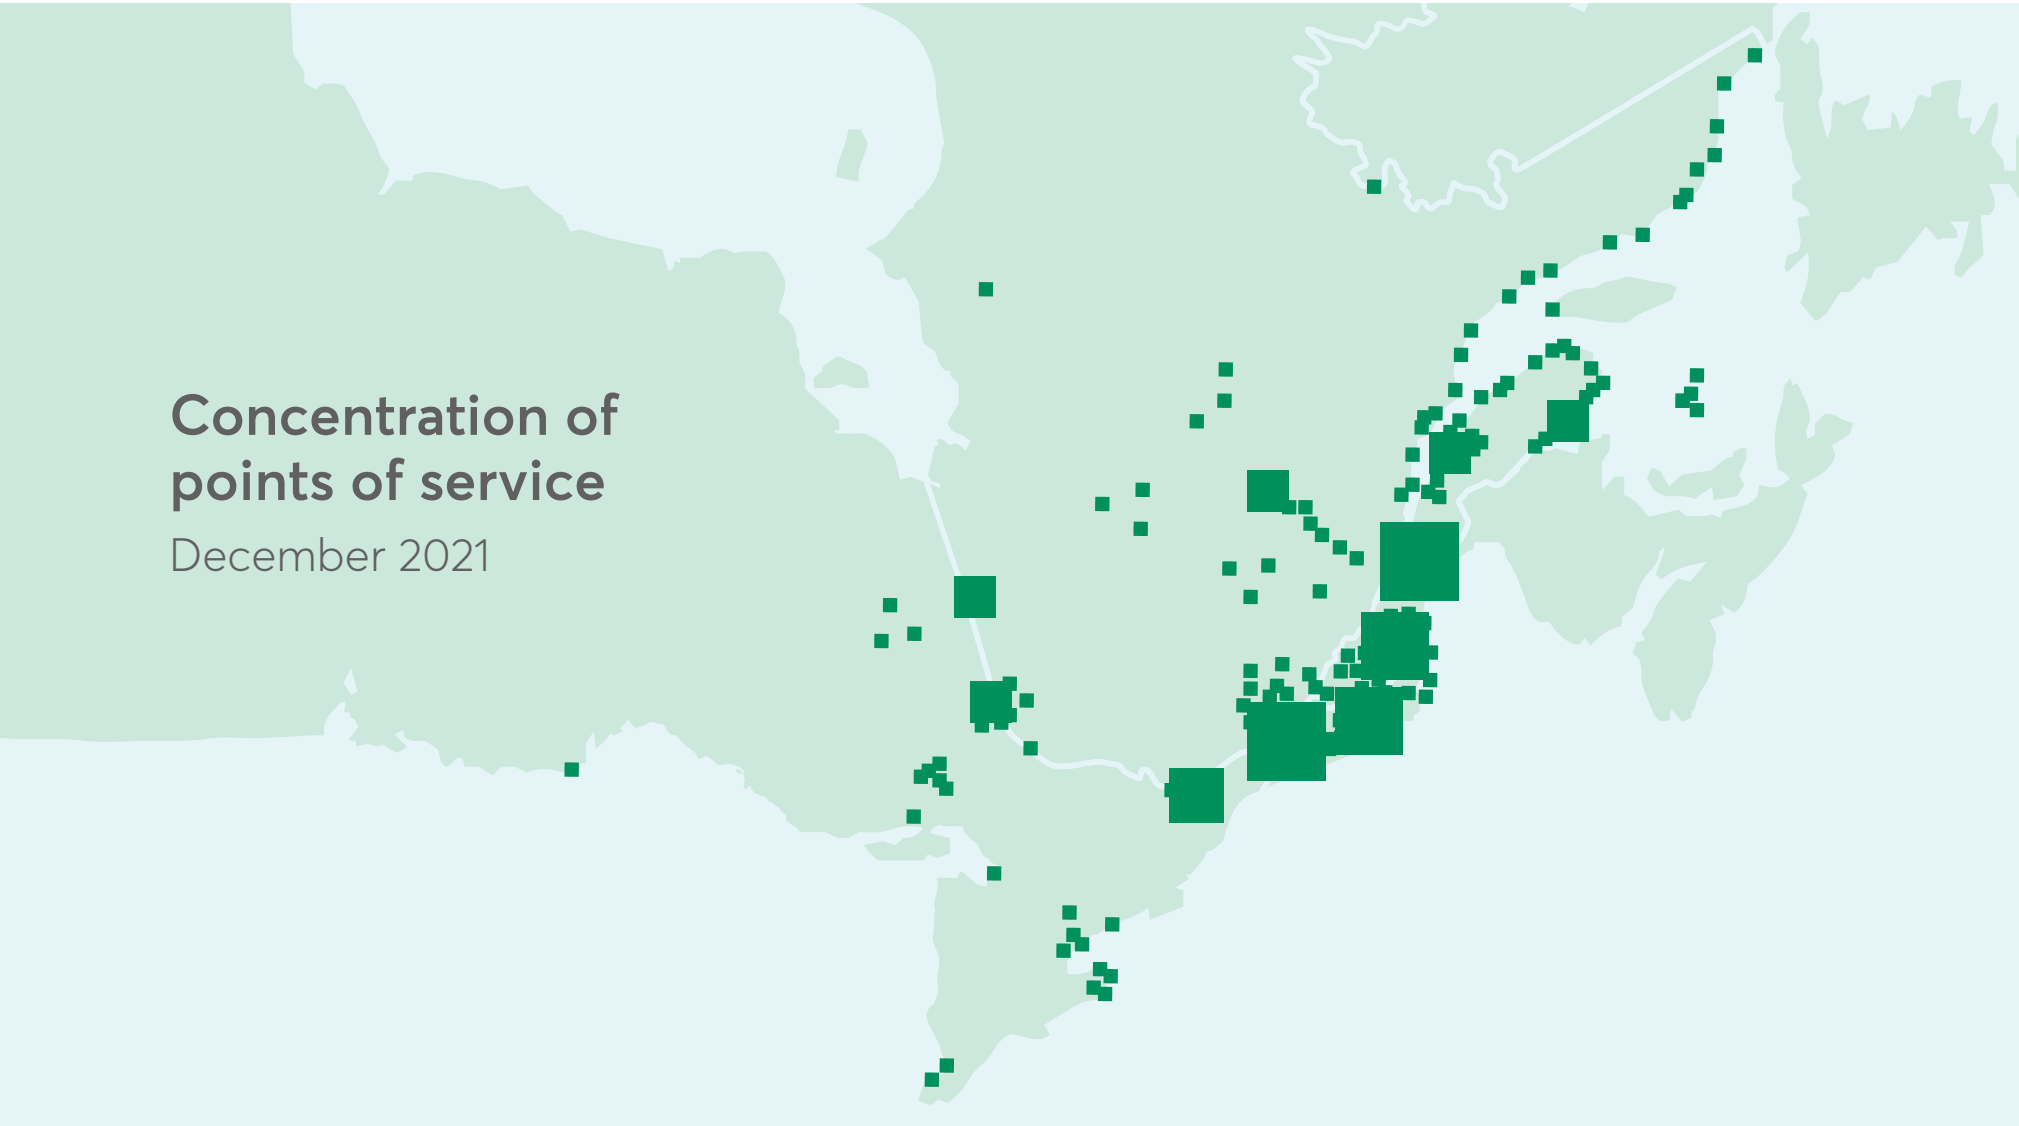 Concentration of
points of service
December 2021